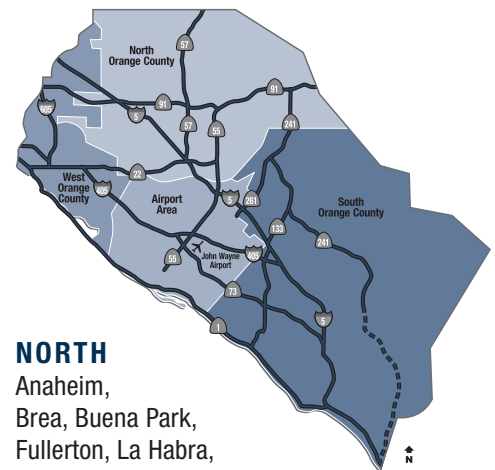 57
North
Orange County
91
605
91
5
57
55
241
22
West
Orange
County
405
Airport
Area
5
261
South
Orange County
133
241
John Wayne
Airport
405
55
73
5
1
NORTH
Anaheim,
Brea, Buena Park,
Fullerton, La Habra,
N